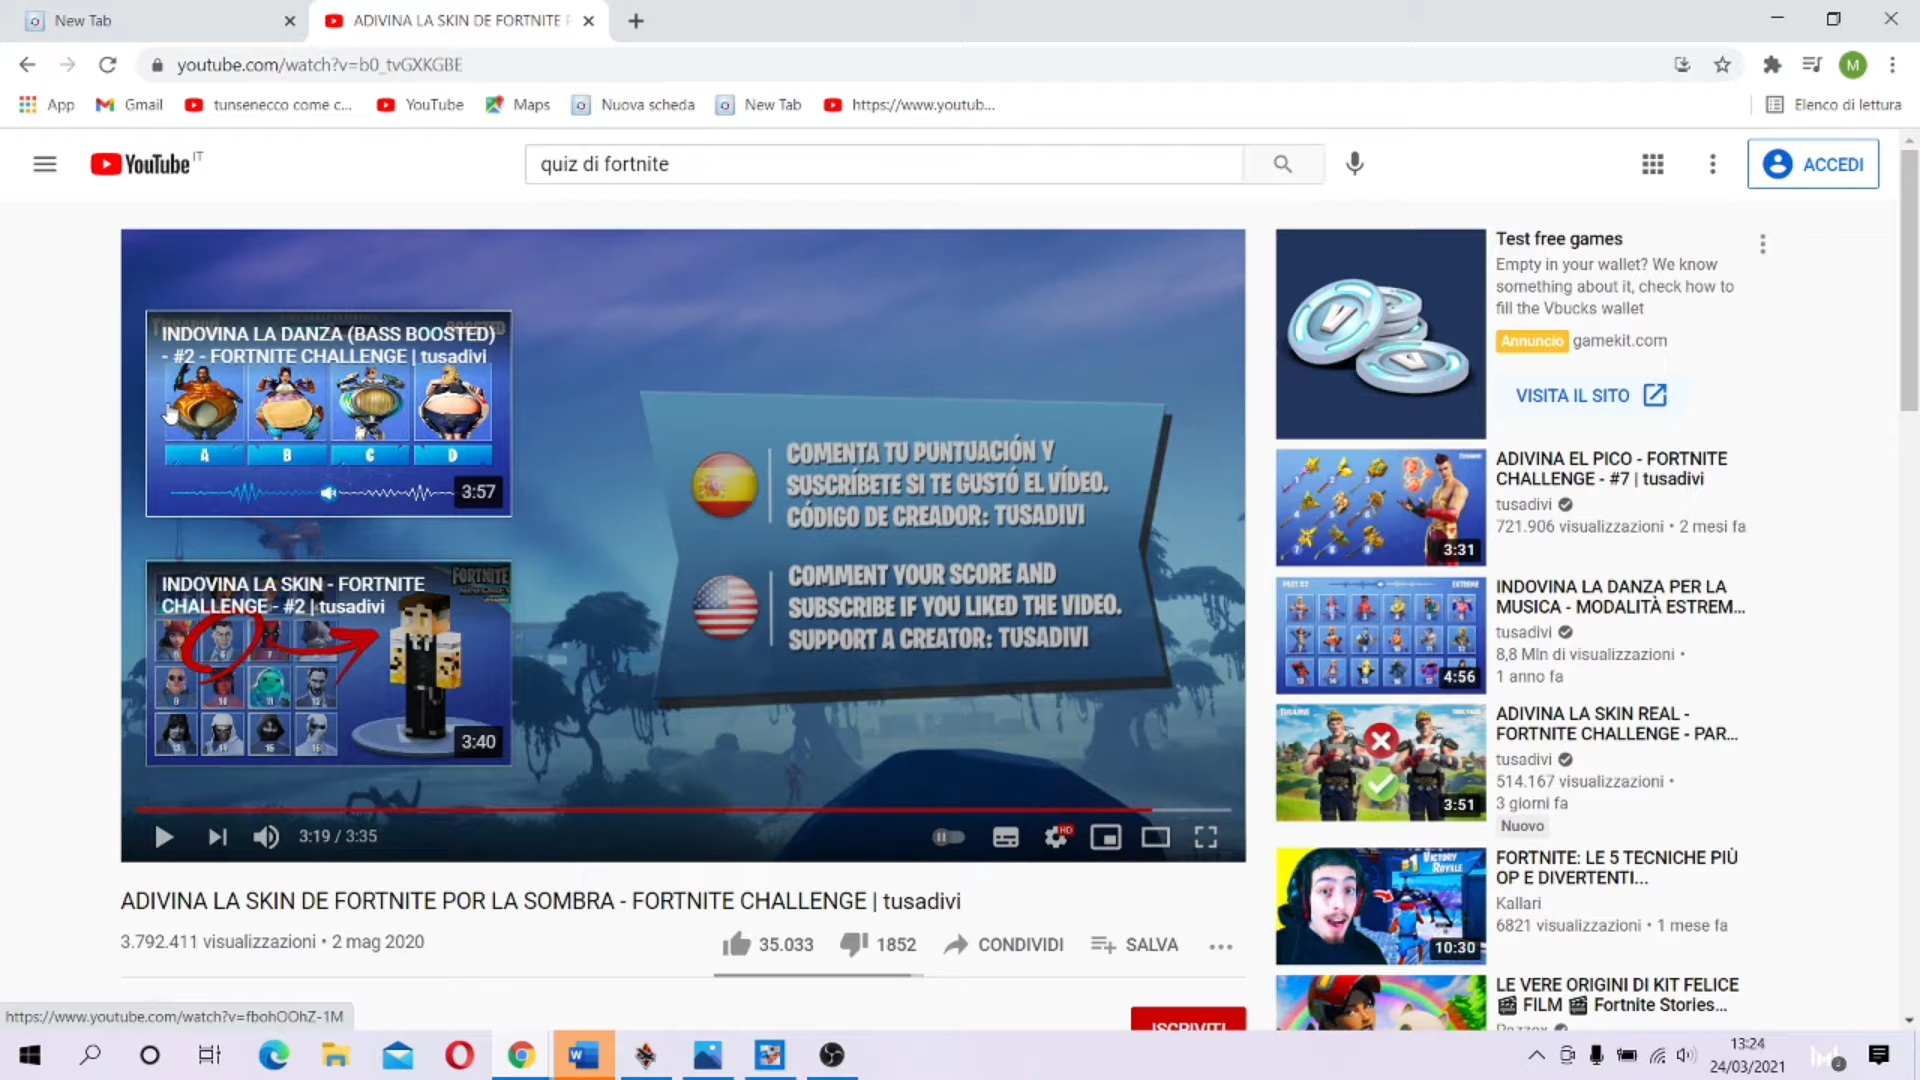 New Tab
ADIVINA LA SKIN DE FORTNITE P
youtube.com/watch?v=b0_tvGXKGBE
M
App
Gmail
tunsenecco come c...
YouTube
Maps
Nuova scheda
New Tab
https://www.youtub...
Elenco di lettura
YouTube IT
quiz di fortnite
ACCEDI
INDOVINA LA DANZA (BASS BOOSTED)
- #2 - FORTNITE CHALLENGE | tusadivi
A B C D
3:57
INDOVINA LA SKIN - FORTNITE
CHALLENGE - #2 | tusadivi
FORTNITE
3:40
COMENTA TU PUNTUACIÓN Y
SUSCRÍBETE SI TE GUSTÓ EL VÍDEO.
CÓDIGO DE CREADOR: TUSADIVI
COMMENT YOUR SCORE AND
SUBSCRIBE IF YOU LIKED THE VIDEO.
SUPPORT A CREATOR: TUSADIVI
3:19 / 3:35
HD
ADIVINA LA SKIN DE FORTNITE POR LA SOMBRA - FORTNITE CHALLENGE | tusadivi
3.792.411 visualizzazioni • 2 mag 2020
35.033
1852
CONDIVIDI
SALVA
ISCRIVITI
Test free games
Empty in your wallet? We know
something about it, check how to
fill the Vbucks wallet
Annuncio gamekit.com
VISITA IL SITO
ADIVINA EL PICO - FORTNITE
CHALLENGE - #7 | tusadivi
tusadivi
721.906 visualizzazioni • 2 mesi fa
3:31
INDOVINA LA DANZA PER LA
MUSICA - MODALITÀ ESTREM...
tusadivi
8,8 Mln di visualizzazioni •
1 anno fa
4:56
ADIVINA LA SKIN REAL -
FORTNITE CHALLENGE - PAR...
tusadivi
514.167 visualizzazioni •
3 giorni fa
Nuovo
3:51
FORTNITE: LE 5 TECNICHE PIÙ
OP E DIVERTENTI...
Kallari
6821 visualizzazioni • 1 mese fa
#1 VICTORY
ROYALE
10:30
LE VERE ORIGINI DI KIT FELICE
FILM Fortnite Stories...
https://www.youtube.com/watch?v=fbohOOhZ-1M
13:24
24/03/2021